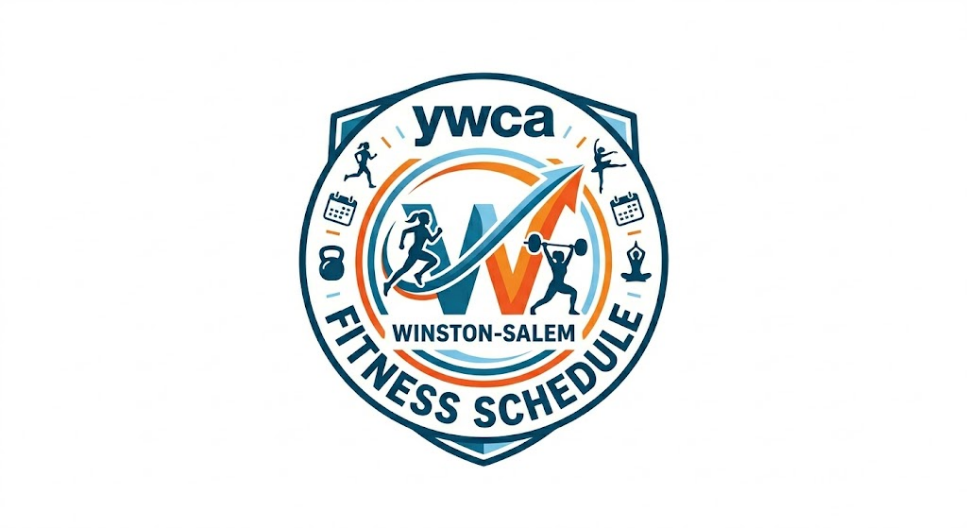 ywca
W
WINSTON-SALEM
FITNESS SCHEDULE